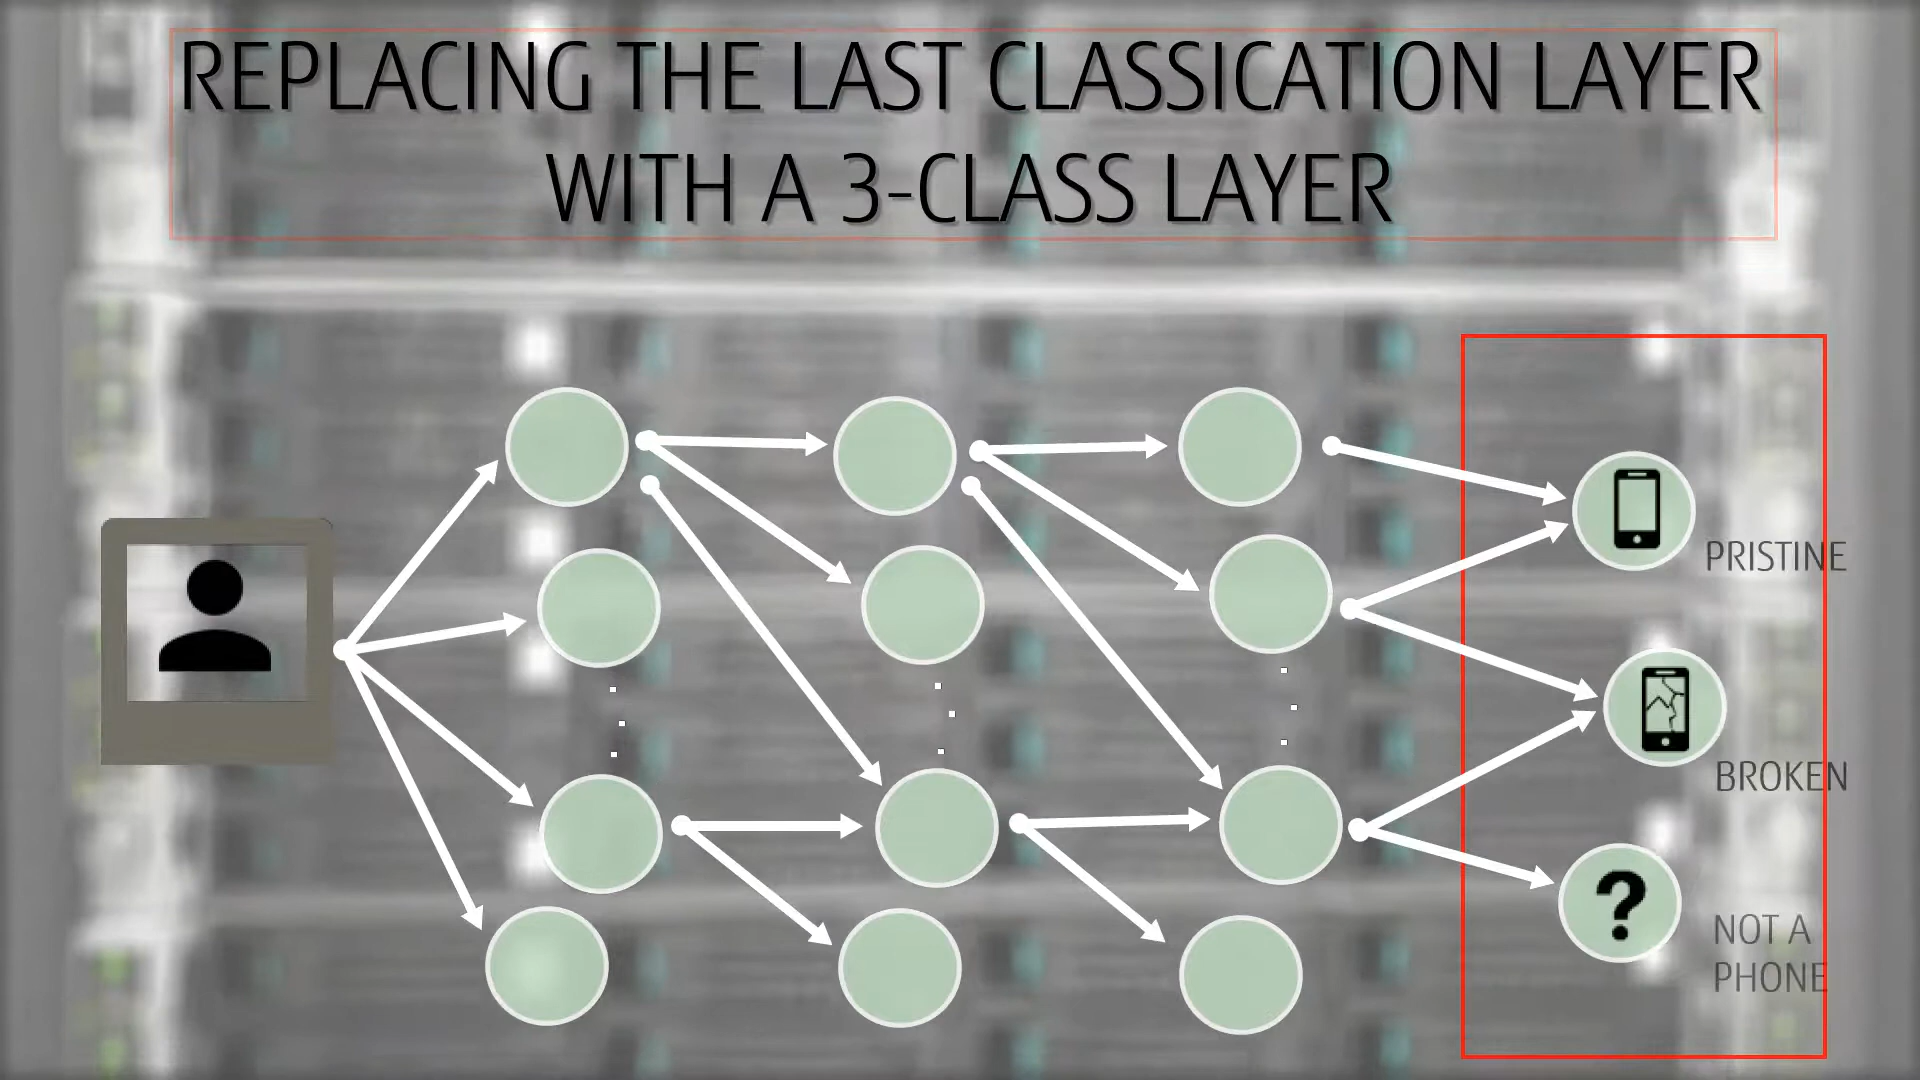 REPLACING THE LAST CLASSICATION LAYER
WITH A 3-CLASS LAYER
PRISTINE
BROKEN
?
NOT A
PHONE